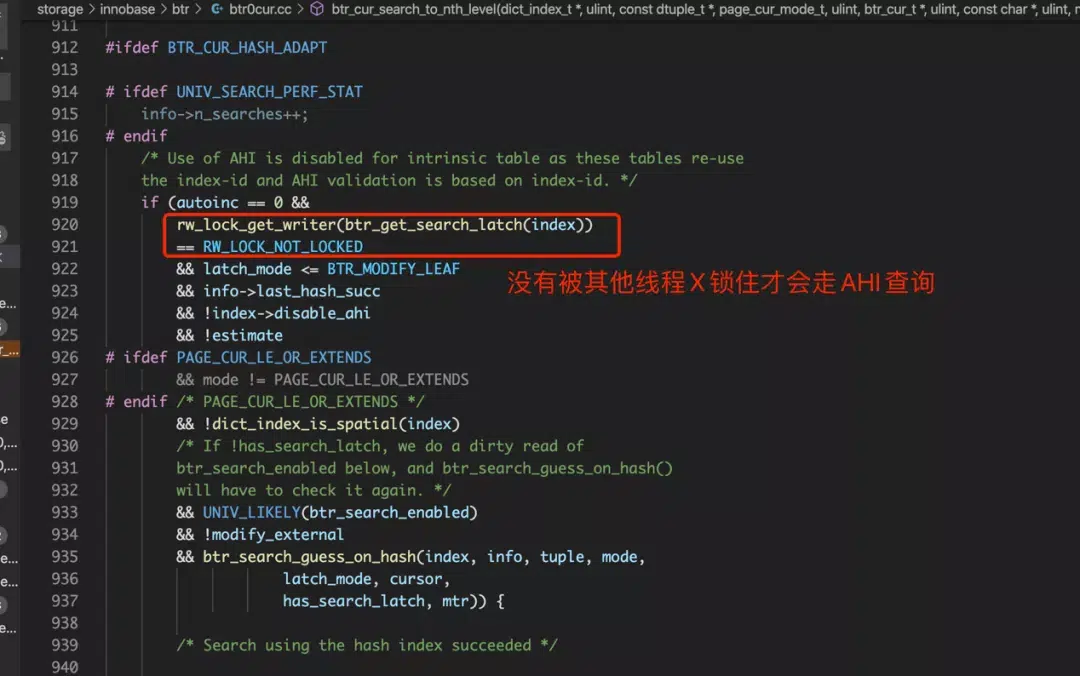 storage > innobase > btr > btr0cur.cc > btr_cur_search_to_nth_level(dict_index_t *, ulint, const dtuple_t *, page_cur_mode_t, ulint, btr_cur_t *, ulint, const char *, ulint,
911
912 #ifdef BTR_CUR_HASH_ADAPT
913
914 # ifdef UNIV_SEARCH_PERF_STAT
915 info->n_searches++;
916 # endif
917 /* Use of AHI is disabled for intrinsic table as these tables re-use
918 the index-id and AHI validation is based on index-id. */
919 if (autoinc == 0 &&
920 rw_lock_get_writer(btr_get_search_latch(index))
921 == RW_LOCK_NOT_LOCKED
922 && latch_mode <= BTR_MODIFY_LEAF
没有被其他线程X锁住才会走AHI查询
923 && info->last_hash_succ
924 && !index->disable_ahi
925 && !estimate
926 # ifdef PAGE_CUR_LE_OR_EXTENDS
927 && mode != PAGE_CUR_LE_OR_EXTENDS
928 # endif /* PAGE_CUR_LE_OR_EXTENDS */
929 && !dict_index_is_spatial(index)
930 /* If !has_search_latch, we do a dirty read of
931 btr_search_enabled below, and btr_search_guess_on_hash()
932 will have to check it again. */
933 && UNIV_LIKELY(btr_search_enabled)
934 && !modify_external
935 && btr_search_guess_on_hash(index, info, tuple, mode,
936 latch_mode, cursor,
937 has_search_latch, mtr)) {
938
939 /* Search using the hash index succeeded */
940